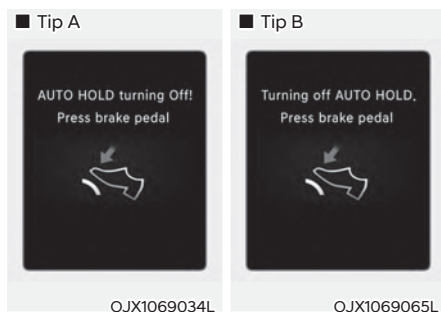 ■ Tip A
AUTO HOLD turning Off!
Press brake pedal
OJX1069034L
■ Tip B
Turning off AUTO HOLD.
Press brake pedal
OJX1069065L